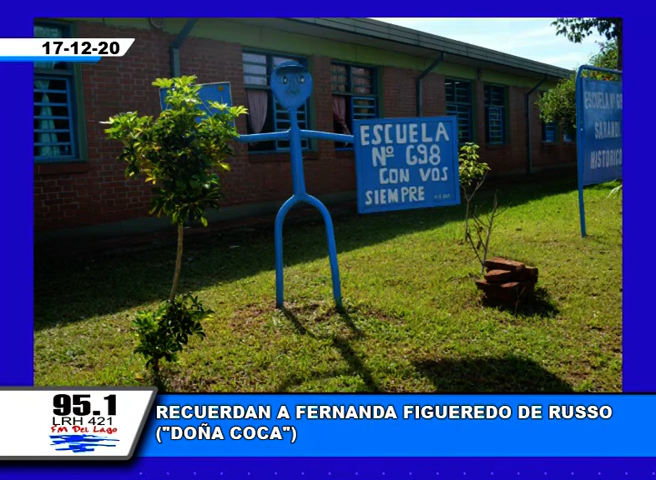 17-12-20
ESCUELA
Nº 698
CON VOS
SIEMPRE
ESCUELA Nº 69
SARANDI
HISTORICO
95.1
LRH 421
FM Del Lago
RECUERDAN A FERNANDA FIGUEREDO DE RUSSO
("DOÑA COCA")